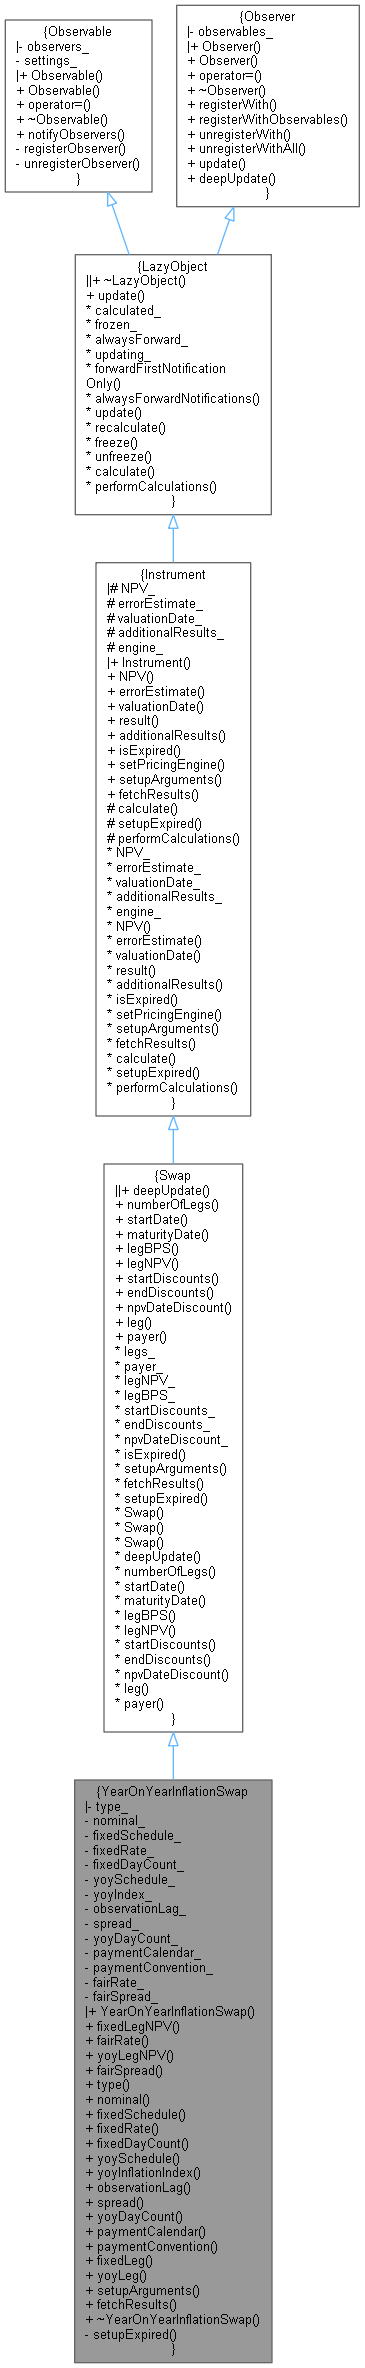 {Observable
|- observers_
- settings_
|+ Observable()
+ Observable()
+ operator=()
+ ~Observable()
+ notifyObservers()
- registerObserver()
- unregisterObserver()
}
{Observer
|- observables_
|+ Observer()
+ Observer()
+ operator=()
+ ~Observer()
+ registerWith()
+ registerWithObservables()
+ unregisterWith()
+ unregisterWithAll()
+ update()
+ deepUpdate()
}
{LazyObject
||+ ~LazyObject()
+ update()
* calculated_
* frozen_
* alwaysForward_
* updating_
* forwardFirstNotification
Only()
* alwaysForwardNotifications()
* update()
* recalculate()
* freeze()
* unfreeze()
* calculate()
* performCalculations()
}
{Instrument
|# NPV_
# errorEstimate_
# valuationDate_
# additionalResults_
# engine_
|+ Instrument()
+ NPV()
+ errorEstimate()
+ valuationDate()
+ result()
+ additionalResults()
+ isExpired()
+ setPricingEngine()
+ setupArguments()
+ fetchResults()
# calculate()
# setupExpired()
# performCalculations()
* NPV_
* errorEstimate_
* valuationDate_
* additionalResults_
* engine_
* NPV()
* errorEstimate()
* valuationDate()
* result()
* additionalResults()
* isExpired()
* setPricingEngine()
* setupArguments()
* fetchResults()
* calculate()
* setupExpired()
* performCalculations()
}
{Swap
||+ deepUpdate()
+ numberOfLegs()
+ startDate()
+ maturityDate()
+ legBPS()
+ legNPV()
+ startDiscounts()
+ endDiscounts()
+ npvDateDiscount()
+ leg()
+ payer()
* legs_
* payer_
* legNPV_
* legBPS_
* startDiscounts_
* endDiscounts_
* npvDateDiscount_
* isExpired()
* setupArguments()
* fetchResults()
* setupExpired()
* Swap()
* Swap()
* Swap()
* deepUpdate()
* numberOfLegs()
* startDate()
* maturityDate()
* legBPS()
* legNPV()
* startDiscounts()
* endDiscounts()
* npvDateDiscount()
* leg()
* payer()
}
{YearOnYearInflationSwap
|- type_
- nominal_
- fixedSchedule_
- fixedRate_
- fixedDayCount_
- yoySchedule_
- yoyIndex_
- observationLag_
- spread_
- yoyDayCount_
- paymentCalendar_
- paymentConvention_
- fairRate_
- fairSpread_
|+ YearOnYearInflationSwap()
+ fixedLegNPV()
+ fairRate()
+ yoyLegNPV()
+ fairSpread()
+ type()
+ nominal()
+ fixedSchedule()
+ fixedRate()
+ fixedDayCount()
+ yoySchedule()
+ yoyInflationIndex()
+ observationLag()
+ spread()
+ yoyDayCount()
+ paymentCalendar()
+ paymentConvention()
+ fixedLeg()
+ yoyLeg()
+ setupArguments()
+ fetchResults()
+ ~YearOnYearInflationSwap()
- setupExpired()
}